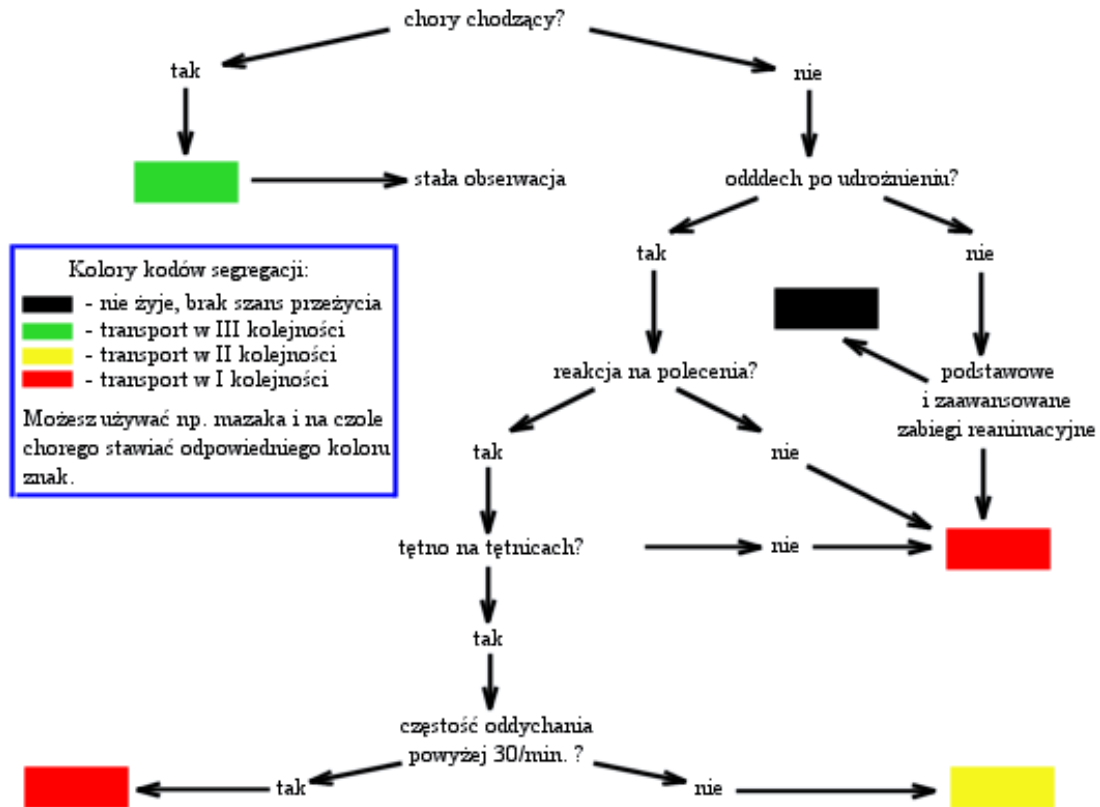 chory chodzący?
tak
nie
stała obserwacja
odddech po udrożnieniu?
tak
nie
Kolory kodów segregacji:
- nie żyje, brak szans przeżycia
- transport w III kolejności
- transport w II kolejności
- transport w I kolejności
Możesz używać np. mazaka i na czole
chorego stawiać odpowiedniego koloru
znak.
reakcja na polecenia?
podstawowe
i zaawansowane
zabiegi reanimacyjne
tak
nie
tętno na tętnicach?
nie
tak
częstość oddychania
powyżej 30/min. ?
tak
nie